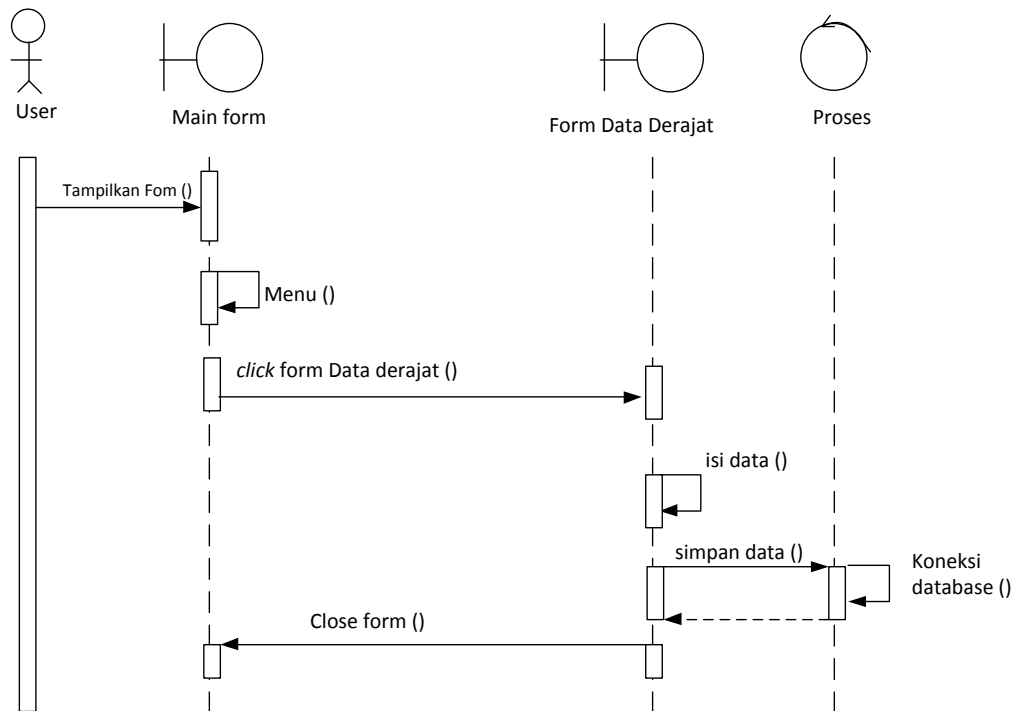 User
Main form
Form Data Derajat
Proses
Tampilkan Fom ()
Menu ()
click form Data derajat ()
isi data ()
simpan data ()
Koneksi
database ()
Close form ()